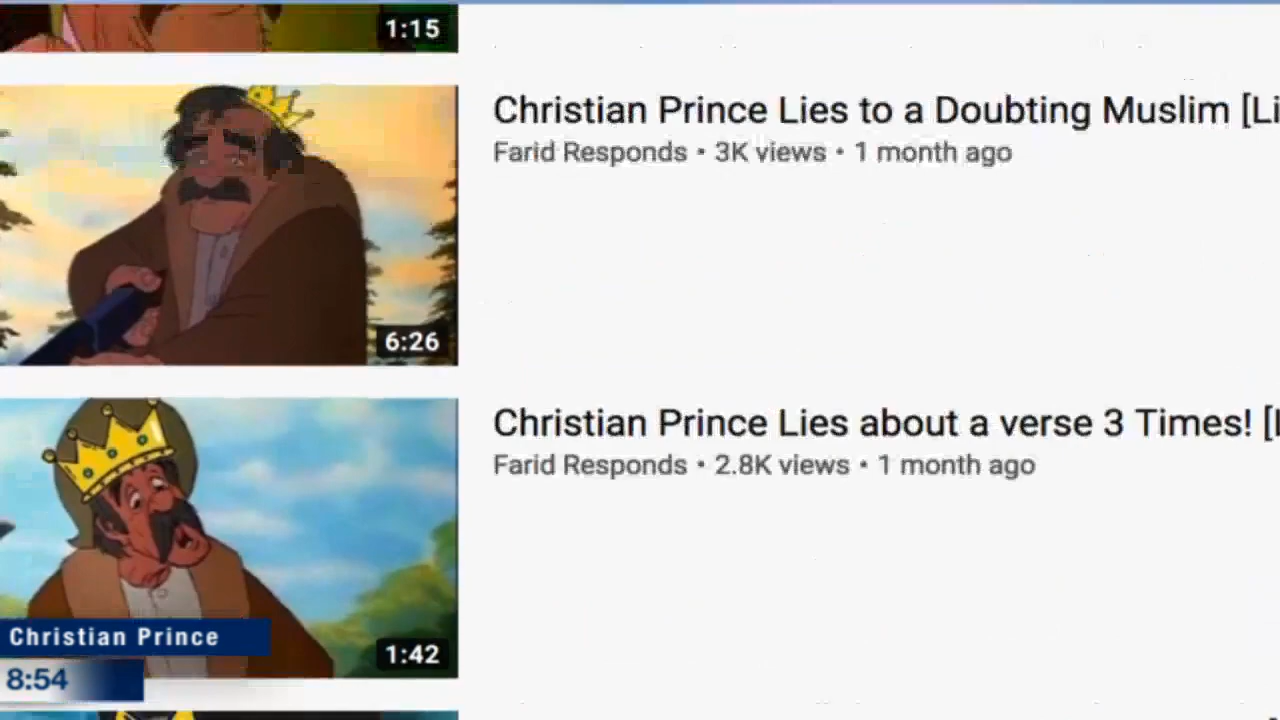 1:15
Christian Prince Lies to a Doubting Muslim [Li
Farid Responds • 3K views • 1 month ago
6:26
Christian Prince Lies about a verse 3 Times! [L
Farid Responds • 2.8K views • 1 month ago
Christian Prince
1:42
8:54